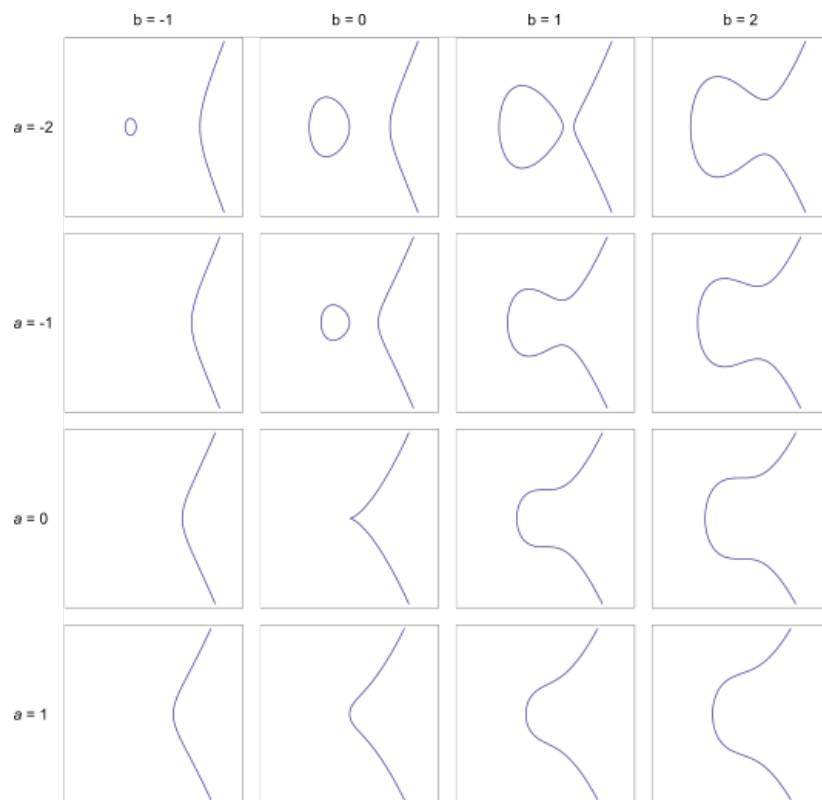 b = -1 b = 0 b = 1 b = 2
a = -2
a = -1
a = 0
a = 1